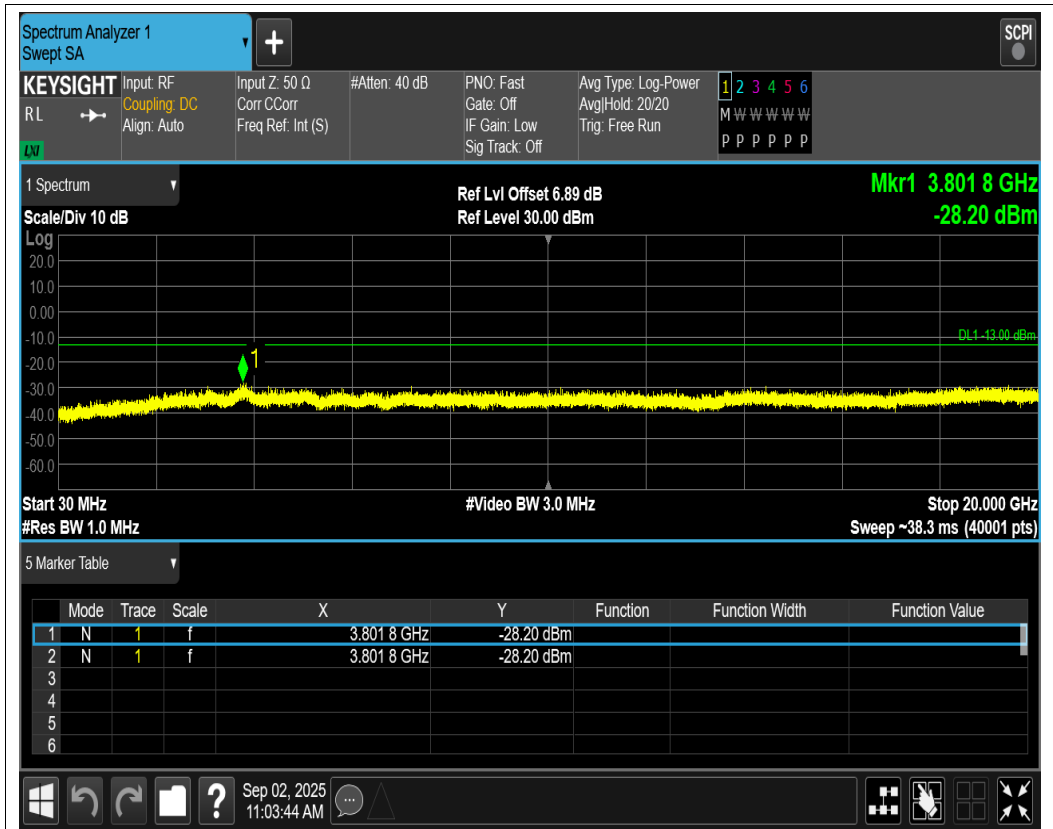 Spectrum Analyzer 1
Swept SA
+
SCPI
KEYSIGHT Input: RF Input Z: 50 Ω #Atten: 40 dB PNO: Fast Avg Type: Log-Power 1 2 3 4 5 6
RL Coupling: DC Corr CCorr Gate: Off Avg|Hold: 20/20 M W W W W W
Align: Auto Freq Ref: Int (S) IF Gain: Low Trig: Free Run P P P P P P
LXI Sig Track: Off
1 Spectrum Ref Lvl Offset 6.89 dB Mkr1 3.801 8 GHz
Scale/Div 10 dB Ref Level 30.00 dBm -28.20 dBm
Log
20.0
10.0
0.00
-10.0 DL1 -13.00 dBm
1
-20.0
-30.0
-40.0
-50.0
-60.0
Start 30 MHz #Video BW 3.0 MHz Stop 20.000 GHz
#Res BW 1.0 MHz Sweep ~38.3 ms (40001 pts)
5 Marker Table
Mode Trace Scale X Y Function Function Width Function Value
1 N 1 f 3.801 8 GHz -28.20 dBm
2 N 1 f 3.801 8 GHz -28.20 dBm
3
4
5
6
? Sep 02, 2025
11:03:44 AM